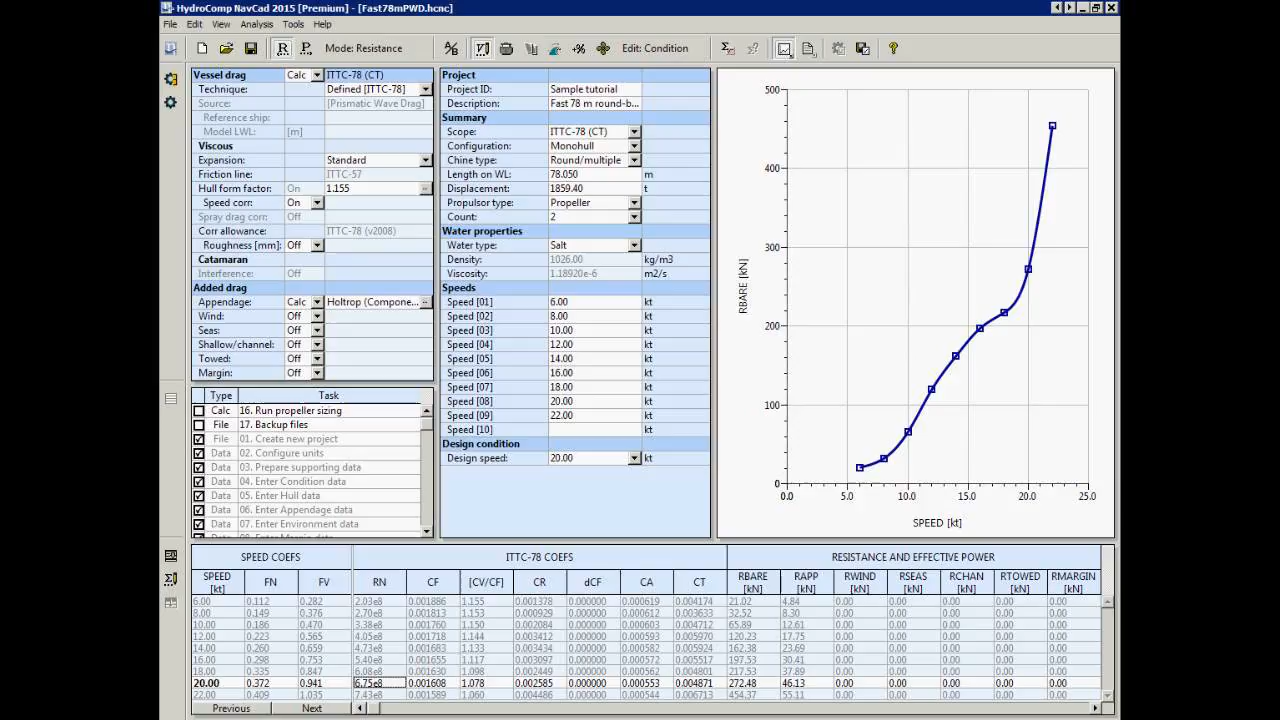 HydroComp NavCad 2015 [Premium] - [Fast78mPWD.hcnc]
File Edit View Analysis Tools Help
R P. Mode: Resistance Edit: Condition
Vessel drag Calc ITTC-78 (CT)
Technique: Defined [ITTC-78]
Source: [Prismatic Wave Drag]
Reference ship:
Model LWL: [m]
Viscous
Expansion: Standard
Friction line: ITTC-57
Hull form factor: On 1.155
Speed corr: On
Spray drag corr: Off
Corr allowance: ITTC-78 (v2008)
Roughness [mm]: Off
Catamaran
Interference: Off
Added drag
Appendage: Calc Holtrop (Compone...
Wind: Off
Seas: Off
Shallow/channel: Off
Towed: Off
Margin: Off
Type Task
Calc 16. Run propeller sizing
File 17. Backup files
File 01. Create new project
Data 02. Configure units
Data 03. Prepare supporting data
Data 04. Enter Condition data
Data 05. Enter Hull data
Data 06. Enter Appendage data
Data 07. Enter Environment data
Project
Project ID: Sample tutorial
Description: Fast 78 m round-b...
Summary
Scope: ITTC-78 (CT)
Configuration: Monohull
Chine type: Round/multiple
Length on WL: 78.050 m
Displacement: 1859.40 t
Propulsor type: Propeller
Count: 2
Water properties
Water type: Salt
Density: 1026.00 kg/m3
Viscosity: 1.18920e-6 m2/s
Speeds
Speed [01] 6.00 kt
Speed [02] 8.00 kt
Speed [03] 10.00 kt
Speed [04] 12.00 kt
Speed [05] 14.00 kt
Speed [06] 16.00 kt
Speed [07] 18.00 kt
Speed [08] 20.00 kt
Speed [09] 22.00 kt
Speed [10] kt
Design condition
Design speed: 20.00 kt
500
400
300
200
100
0
RBARE [kN]
0.0 5.0 10.0 15.0 20.0 25.0
SPEED [kt]
SPEED COEFS ITTC-78 COEFS RESISTANCE AND EFFECTIVE POWER
SPEED [kt] FN FV RN CF [CV/CF] CR dCF CA CT RBARE [kN] RAPP [kN] RWIND [kN] RSEAS [kN] RCHAN [kN] RTOWED [kN] RMARGIN [kN]
6.00 0.112 0.282 2.03e8 0.001886 1.155 0.001378 0.000000 0.000619 0.004174 21.02 4.84 0.00 0.00 0.00 0.00 0.00
8.00 0.149 0.376 2.70e8 0.001813 1.153 0.000929 0.000000 0.000612 0.003633 32.52 8.30 0.00 0.00 0.00 0.00 0.00
10.00 0.186 0.470 3.38e8 0.001760 1.150 0.002084 0.000000 0.000603 0.004712 65.89 12.61 0.00 0.00 0.00 0.00 0.00
12.00 0.223 0.565 4.05e8 0.001718 1.144 0.003410 0.000000 0.000593 0.005970 120.23 17.75 0.00 0.00 0.00 0.00 0.00
14.00 0.260 0.659 4.73e8 0.001684 1.133 0.003425 0.000000 0.000583 0.005917 162.38 23.69 0.00 0.00 0.00 0.00 0.00
16.00 0.298 0.753 5.40e8 0.001655 1.117 0.003097 0.000000 0.000572 0.005517 197.53 30.41 0.00 0.00 0.00 0.00 0.00
18.00 0.335 0.847 6.08e8 0.001630 1.098 0.002449 0.000000 0.000562 0.004801 217.53 37.89 0.00 0.00 0.00 0.00 0.00
20.00 0.372 0.941 6.75e8 0.001608 1.078 0.002585 0.000000 0.000553 0.004871 272.48 46.13 0.00 0.00 0.00 0.00 0.00
22.00 0.409 1.035 7.43e8 0.001589 1.060 0.004486 0.000000 0.000544 0.006713 454.37 55.11 0.00 0.00 0.00 0.00 0.00
Previous Next